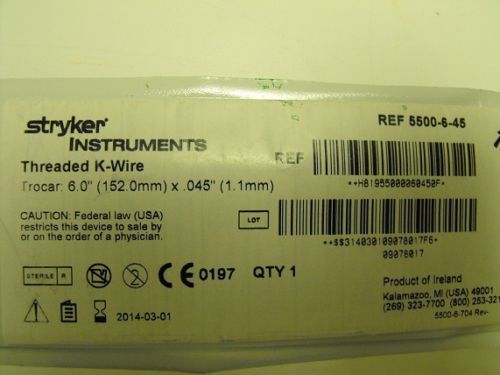 stryker®
INSTRUMENTS
REF 5500-6-45
Threaded K-Wire
REF
Trocar: 6.0" (152.0mm) x .045" (1.1mm)
**H8195500060450F*
CAUTION: Federal law (USA)
restricts this device to sale by
or on the order of a physician.
LOT
**+$$314030109076017F6*
09076017
STERILE R
2
CE 0197 QTY 1
Product of Ireland
Kalamazoo, MI (USA) 49001
(269) 323-7700 (800) 253-321
2014-03-01
5500-6-704 Rev-